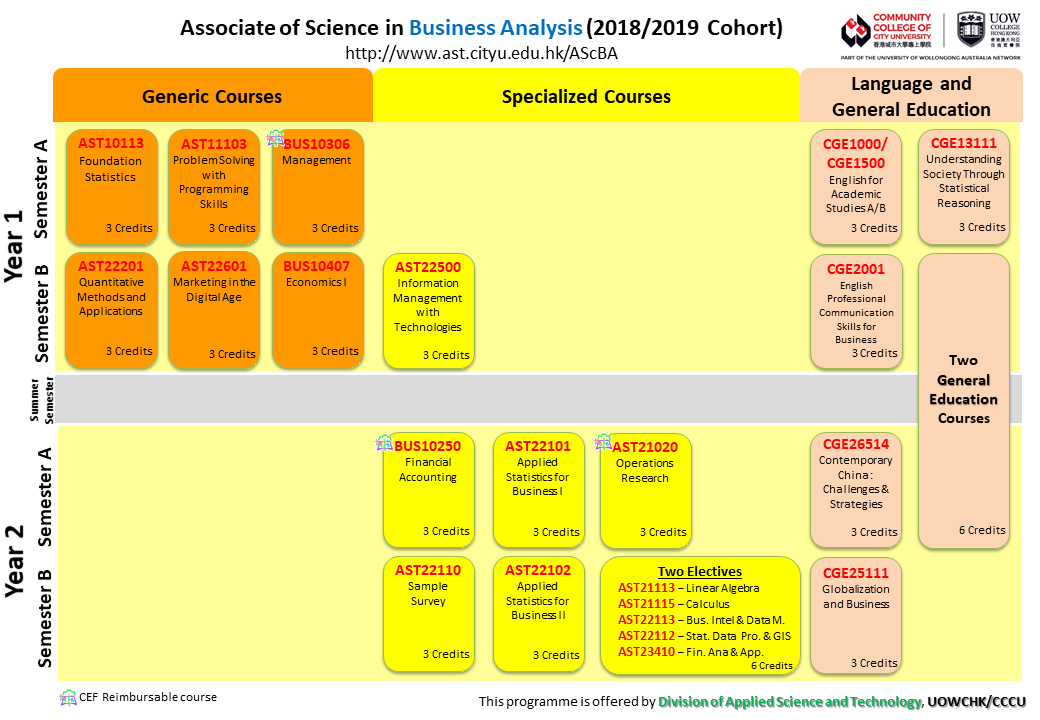 Associate of Science in Business Analysis (2018/2019 Cohort)
http://www.ast.cityu.edu.hk/AScBA
COMMUNITY
COLLEGE OF
CITY UNIVERSITY
香港城市大學專上學院
UOW
COLLEGE
HONG KONG
PART OF THE UNIVERSITY OF WOLLONGONG AUSTRALIA NETWORK
Generic Courses
Specialized Courses
Language and
General Education
Year 1
Semester A
AST10113
Foundation
Statistics
3 Credits
AST11103
Problem Solving
with
Programming
Skills
3 Credits
BUS10306
Management
3 Credits
CGE1000/
CGE1500
English for
Academic
Studies A/B
3 Credits
CGE13111
Understanding
Society Through
Statistical
Reasoning
3 Credits
Semester B
AST22201
Quantitative
Methods and
Applications
3 Credits
AST22601
Marketing in the
Digital Age
3 Credits
BUS10407
Economics I
3 Credits
AST22500
Information
Management
with
Technologies
3 Credits
CGE2001
English
Professional
Communication
Skills for
Business
3 Credits
Two
General
Education
Courses
6 Credits
Summer
Semester
Year 2
Semester A
BUS10250
Financial
Accounting
3 Credits
AST22101
Applied
Statistics for
Business I
3 Credits
AST21020
Operations
Research
3 Credits
CGE26514
Contemporary
China:
Challenges &
Strategies
3 Credits
Semester B
AST22110
Sample
Survey
3 Credits
AST22102
Applied
Statistics for
Business II
3 Credits
Two Electives
AST21113 – Linear Algebra
AST21115 – Calculus
AST22113 – Bus. Intel & Data M.
AST22112 – Stat. Data Pro. & GIS
AST23410 – Fin. Ana & App.
6 Credits
CGE25111
Globalization
and Business
3 Credits
CEF Reimbursable course
This programme is offered by Division of Applied Science and Technology, UOWCHK/CCCU